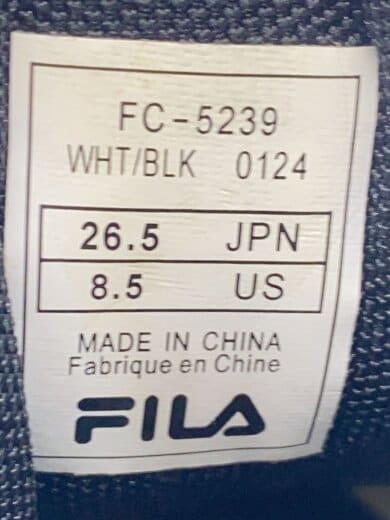 FC-5239
WHT/BLK 0124
26.5 JPN
8.5 US
MADE IN CHINA
Fabrique en Chine
FILA